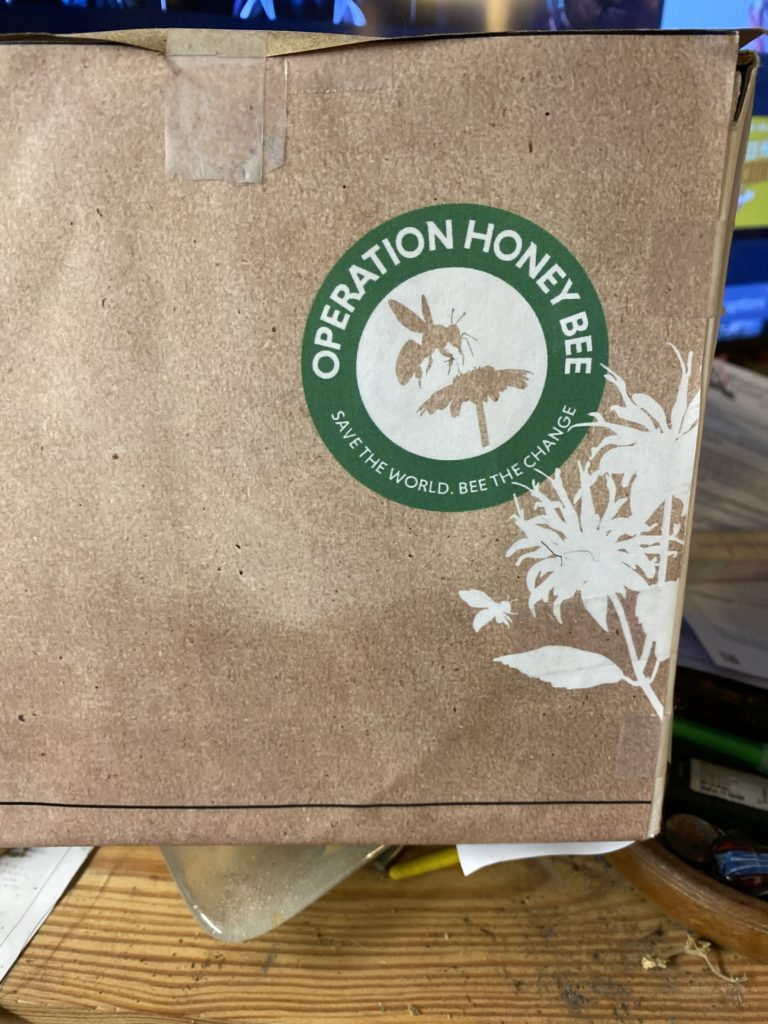 OPERATION HONEY BEE
SAVE THE WORLD. BEE THE CHANGE